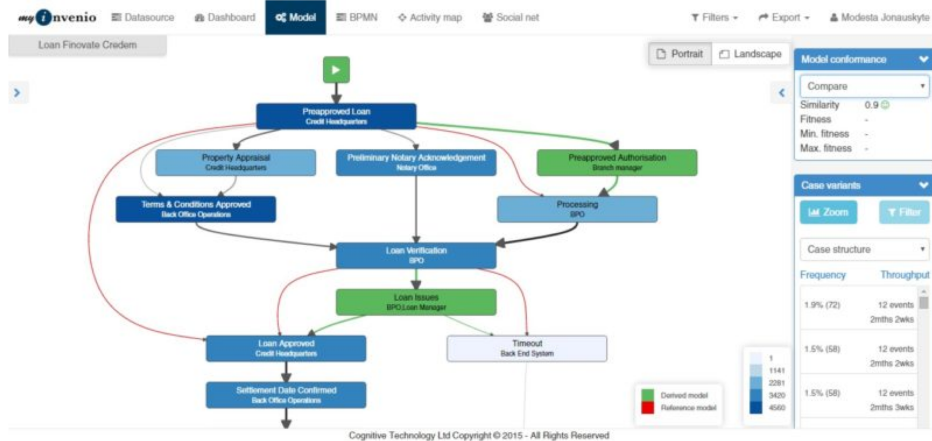 my invenio Datasource Dashboard Model BPMN Activity map Social net Filters Export Modesta Jonauskyte
Loan Finovate Credem
Portrait Landscape
Model conformance
Compare
Similarity 0.9
Fitness -
Min. fitness -
Max. fitness -
Preapproved Loan
Credit Headquarters
Property Appraisal
Credit Headquarters
Preliminary Notary Acknowledgement
Notary Office
Preapproved Authorisation
Branch manager
Terms & Conditions Approved
Back Office Operations
Processing
BPO
Loan Verification
BPO
Loan Issues
BPO;Loan Manager
Loan Approved
Credit Headquarters
Timeout
Back End System
Settlement Date Confirmed
Back Office Operations
Case variants
Zoom Filter
Case structure
Frequency Throughput
1.9% (72) 12 events
2mths 2wks
1.5% (58) 12 events
2mths 2wks
1.5% (58) 12 events
2mths 3wks
Derived model
Reference model
1
1141
2281
3420
4560
Cognitive Technology Ltd Copyright © 2015 - All Rights Reserved